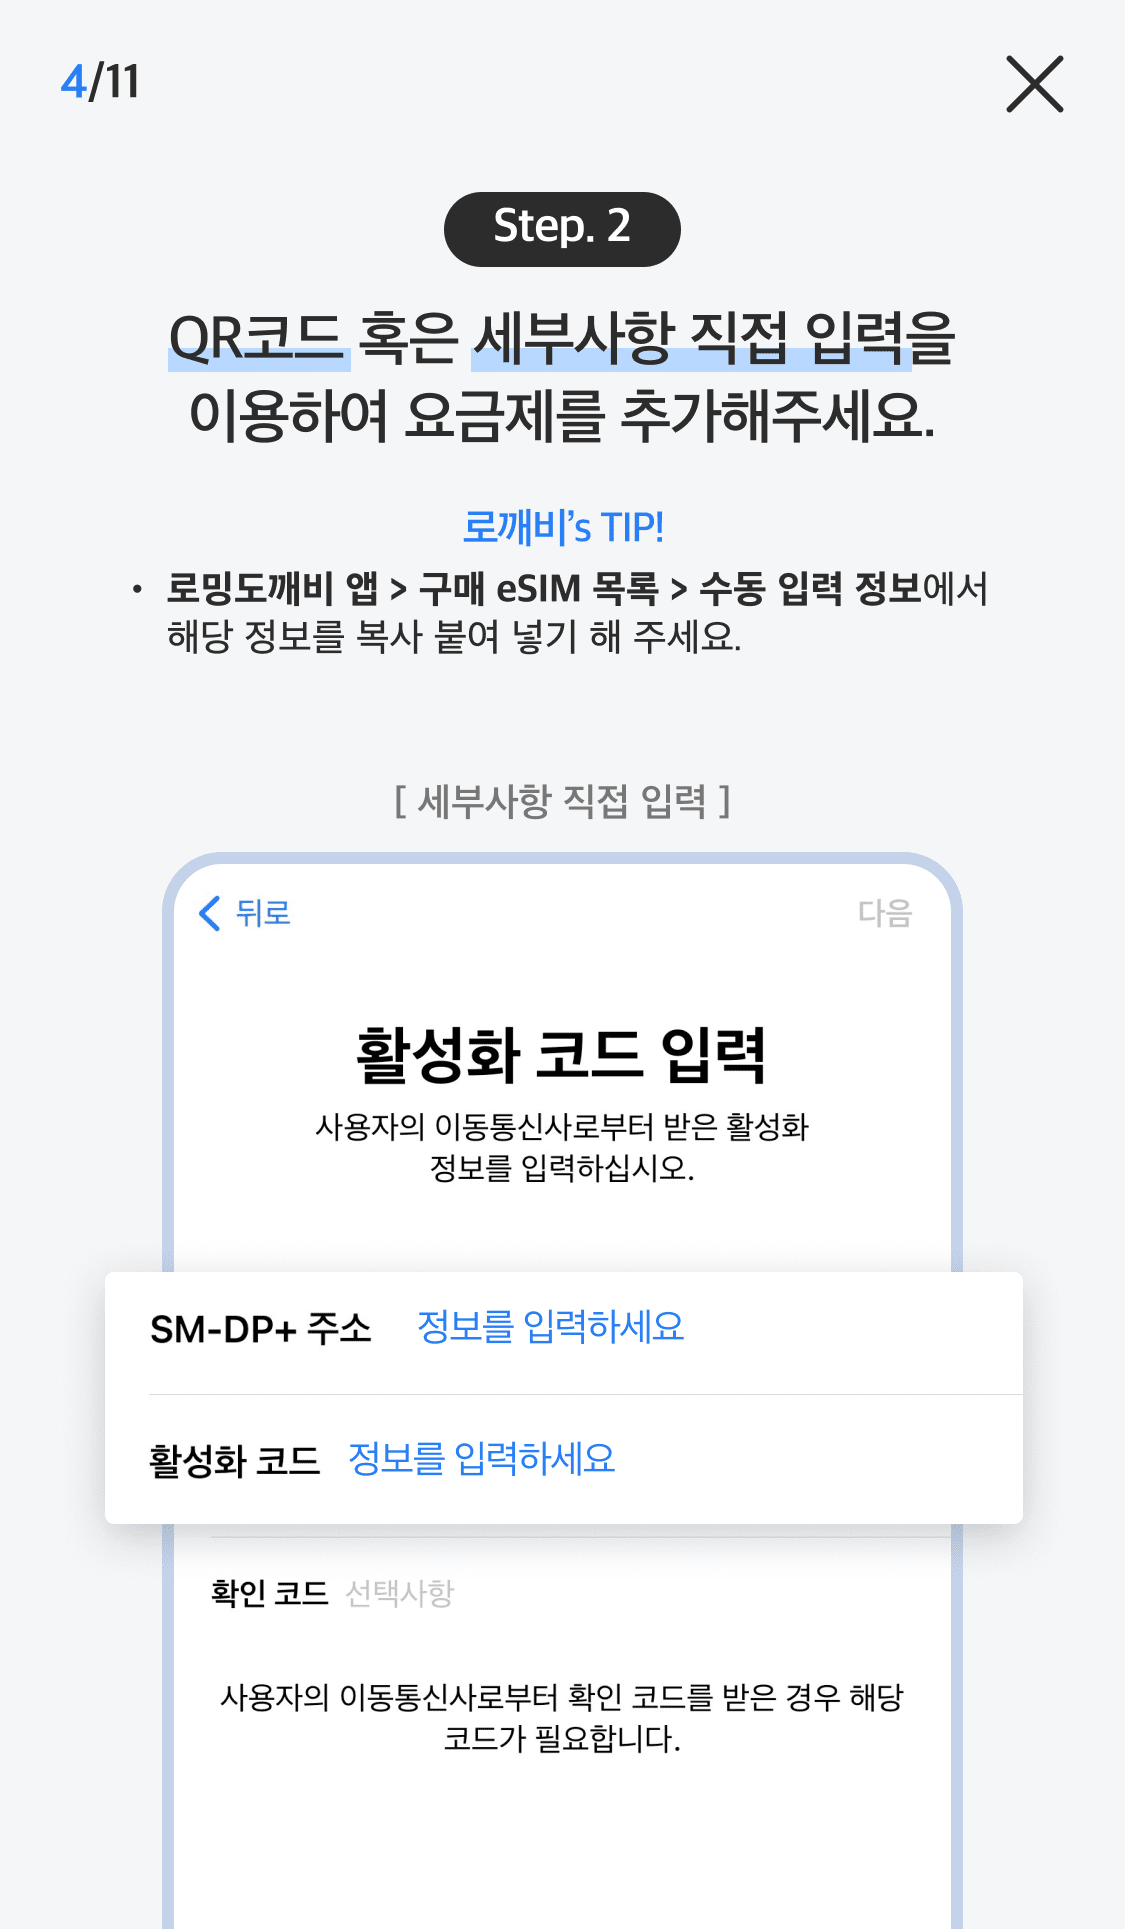 4/11
Step. 2
QR코드 혹은 세부사항 직접 입력을
이용하여 요금제를 추가해주세요.
로깨비's TIP!
• 로밍도깨비 앱 > 구매 eSIM 목록 > 수동 입력 정보에서
해당 정보를 복사 붙여 넣기 해 주세요.
[ 세부사항 직접 입력 ]
뒤로 다음
활성화 코드 입력
사용자의 이동통신사로부터 받은 활성화
정보를 입력하십시오.
SM-DP+ 주소 정보를 입력하세요
활성화 코드 정보를 입력하세요
확인 코드 선택사항
사용자의 이동통신사로부터 확인 코드를 받은 경우 해당
코드가 필요합니다.